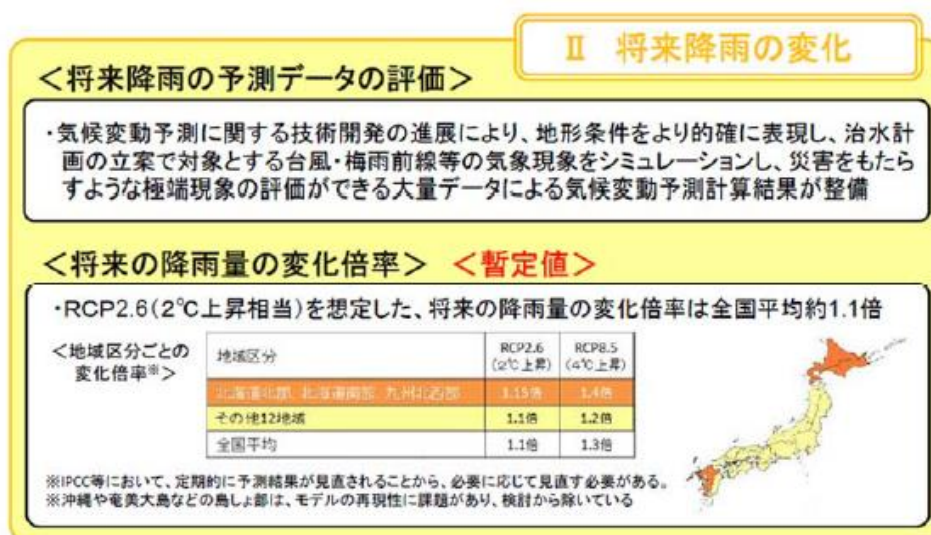 Ⅱ 将来降雨の変化
＜将来降雨の予測データの評価＞
・気候変動予測に関する技術開発の進展により、地形条件をより的確に表現し、治水計
画の立案で対象とする台風・梅雨前線等の気象現象をシミュレーションし、災害をもたら
すような極端現象の評価ができる大量データによる気候変動予測計算結果が整備
＜将来の降雨量の変化倍率＞ ＜暫定値＞
・RCP2.6(2℃上昇相当)を想定した、将来の降雨量の変化倍率は全国平均約1.1倍
＜地域区分ごとの
変化倍率※＞
地域区分 RCP2.6 (2℃上昇) RCP8.5 (4℃上昇)
北海道北部、北海道南部、九州北西部 1.15倍 1.4倍
その他12地域 1.1倍 1.2倍
全国平均 1.1倍 1.3倍
※IPCC等において、定期的に予測結果が見直されることから、必要に応じて見直す必要がある。
※沖縄や奄美大島などの島しょ部は、モデルの再現性に課題があり、検討から除いている